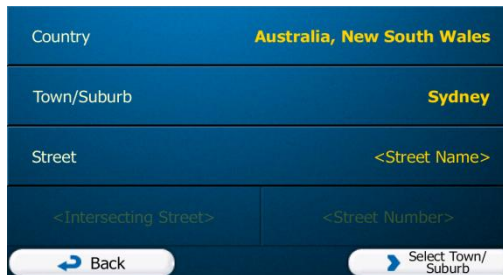 Country Australia, New South Wales
Town/Suburb Sydney
Street <Street Name>
<Intersecting Street> <Street Number>
Back Select Town/
Suburb